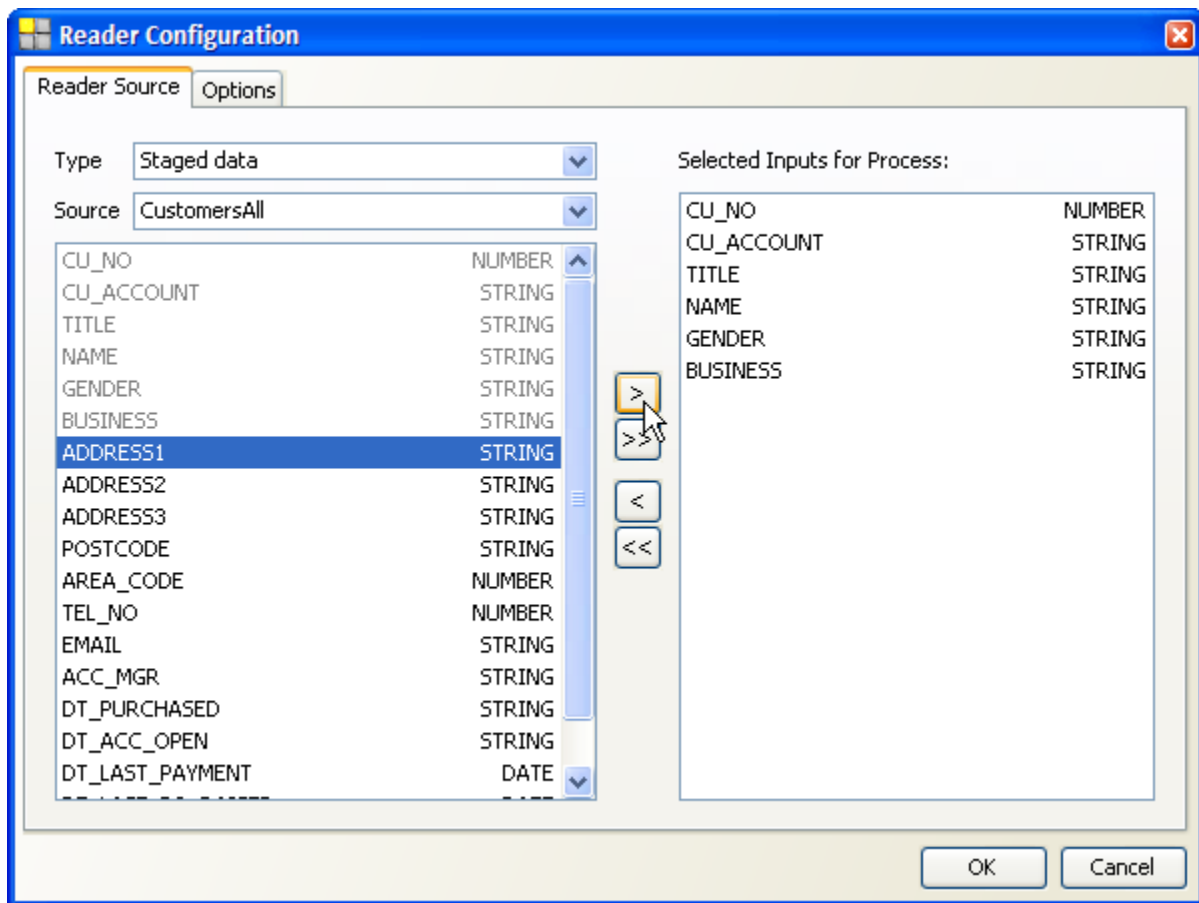 Reader Configuration
Reader Source Options
Type Staged data
Source CustomersAll
CU_NO NUMBER
CU_ACCOUNT STRING
TITLE STRING
NAME STRING
GENDER STRING
BUSINESS STRING
ADDRESS1 STRING
ADDRESS2 STRING
ADDRESS3 STRING
POSTCODE STRING
AREA_CODE NUMBER
TEL_NO NUMBER
EMAIL STRING
ACC_MGR STRING
DT_PURCHASED STRING
DT_ACC_OPEN STRING
DT_LAST_PAYMENT DATE
>
>>
<
<<
Selected Inputs for Process:
CU_NO NUMBER
CU_ACCOUNT STRING
TITLE STRING
NAME STRING
GENDER STRING
BUSINESS STRING
OK Cancel